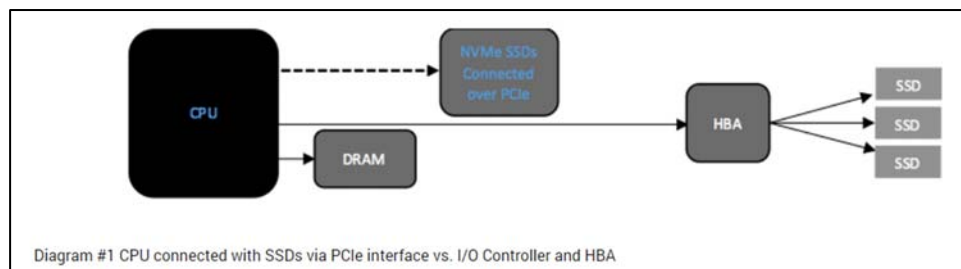 NVMe SSDs
Connected
over PCIe
CPU
SSD
HBA
SSD
DRAM
SSD
Diagram #1 CPU connected with SSDs via PCIe interface vs. I/O Controller and HBA